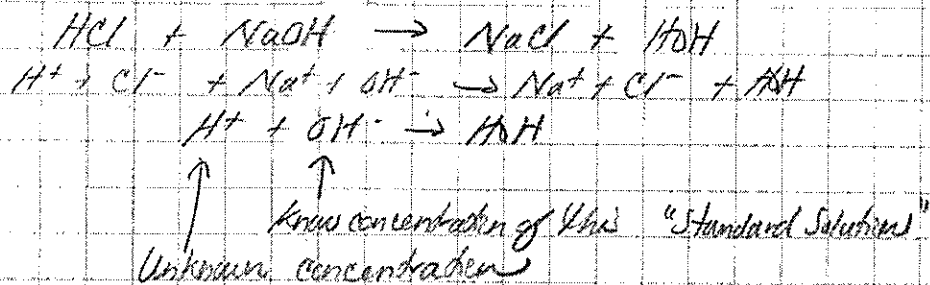 HCl + NaOH → NaCl + HOH
H⁺ + Cl⁻ + Na⁺ + OH⁻ → Na⁺ + Cl⁻ + HOH
H⁺ + OH⁻ → HOH
Know concentration of this "Standard Solution"
Unknown concentration